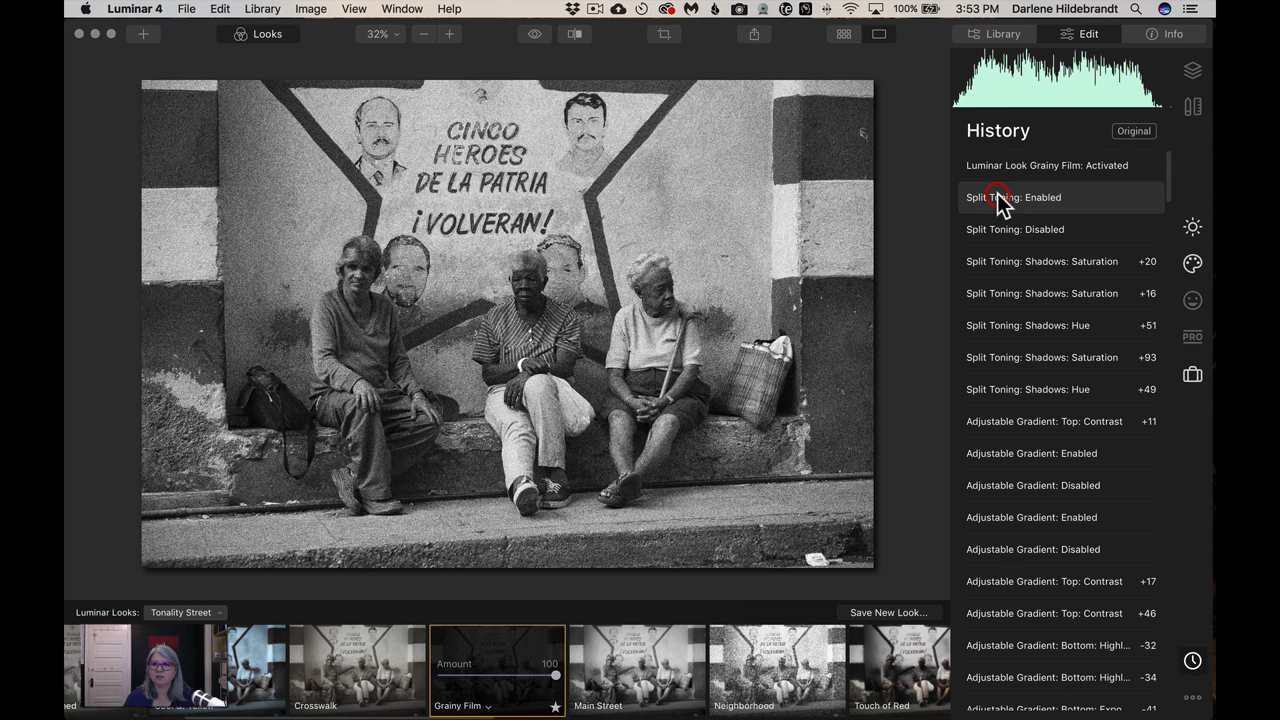 Luminar 4 File Edit Library Image View Window Help 100% 3:53 PM Darlene Hildebrandt
Looks 32% Library Edit Info
CINCO
HEROES
DE LA PATRIA
¡VOLVERAN!
History Original
Luminar Look Grainy Film: Activated
Split Toning: Enabled
Split Toning: Disabled
Split Toning: Shadows: Saturation +20
Split Toning: Shadows: Saturation +16
Split Toning: Shadows: Hue +51
Split Toning: Shadows: Saturation +93
Split Toning: Shadows: Hue +49
Adjustable Gradient: Top: Contrast +11
Adjustable Gradient: Enabled
Adjustable Gradient: Disabled
Adjustable Gradient: Enabled
Adjustable Gradient: Disabled
Adjustable Gradient: Top: Contrast +17
Adjustable Gradient: Top: Contrast +46
Adjustable Gradient: Bottom: Highl... -32
Adjustable Gradient: Bottom: Highl... -34
Adjustable Gradient: Bottom: Expo -41
PRO
Luminar Looks: Tonality Street Save New Look...
Amount 100
Crosswalk Grainy Film Main Street Neighborhood Touch of Red